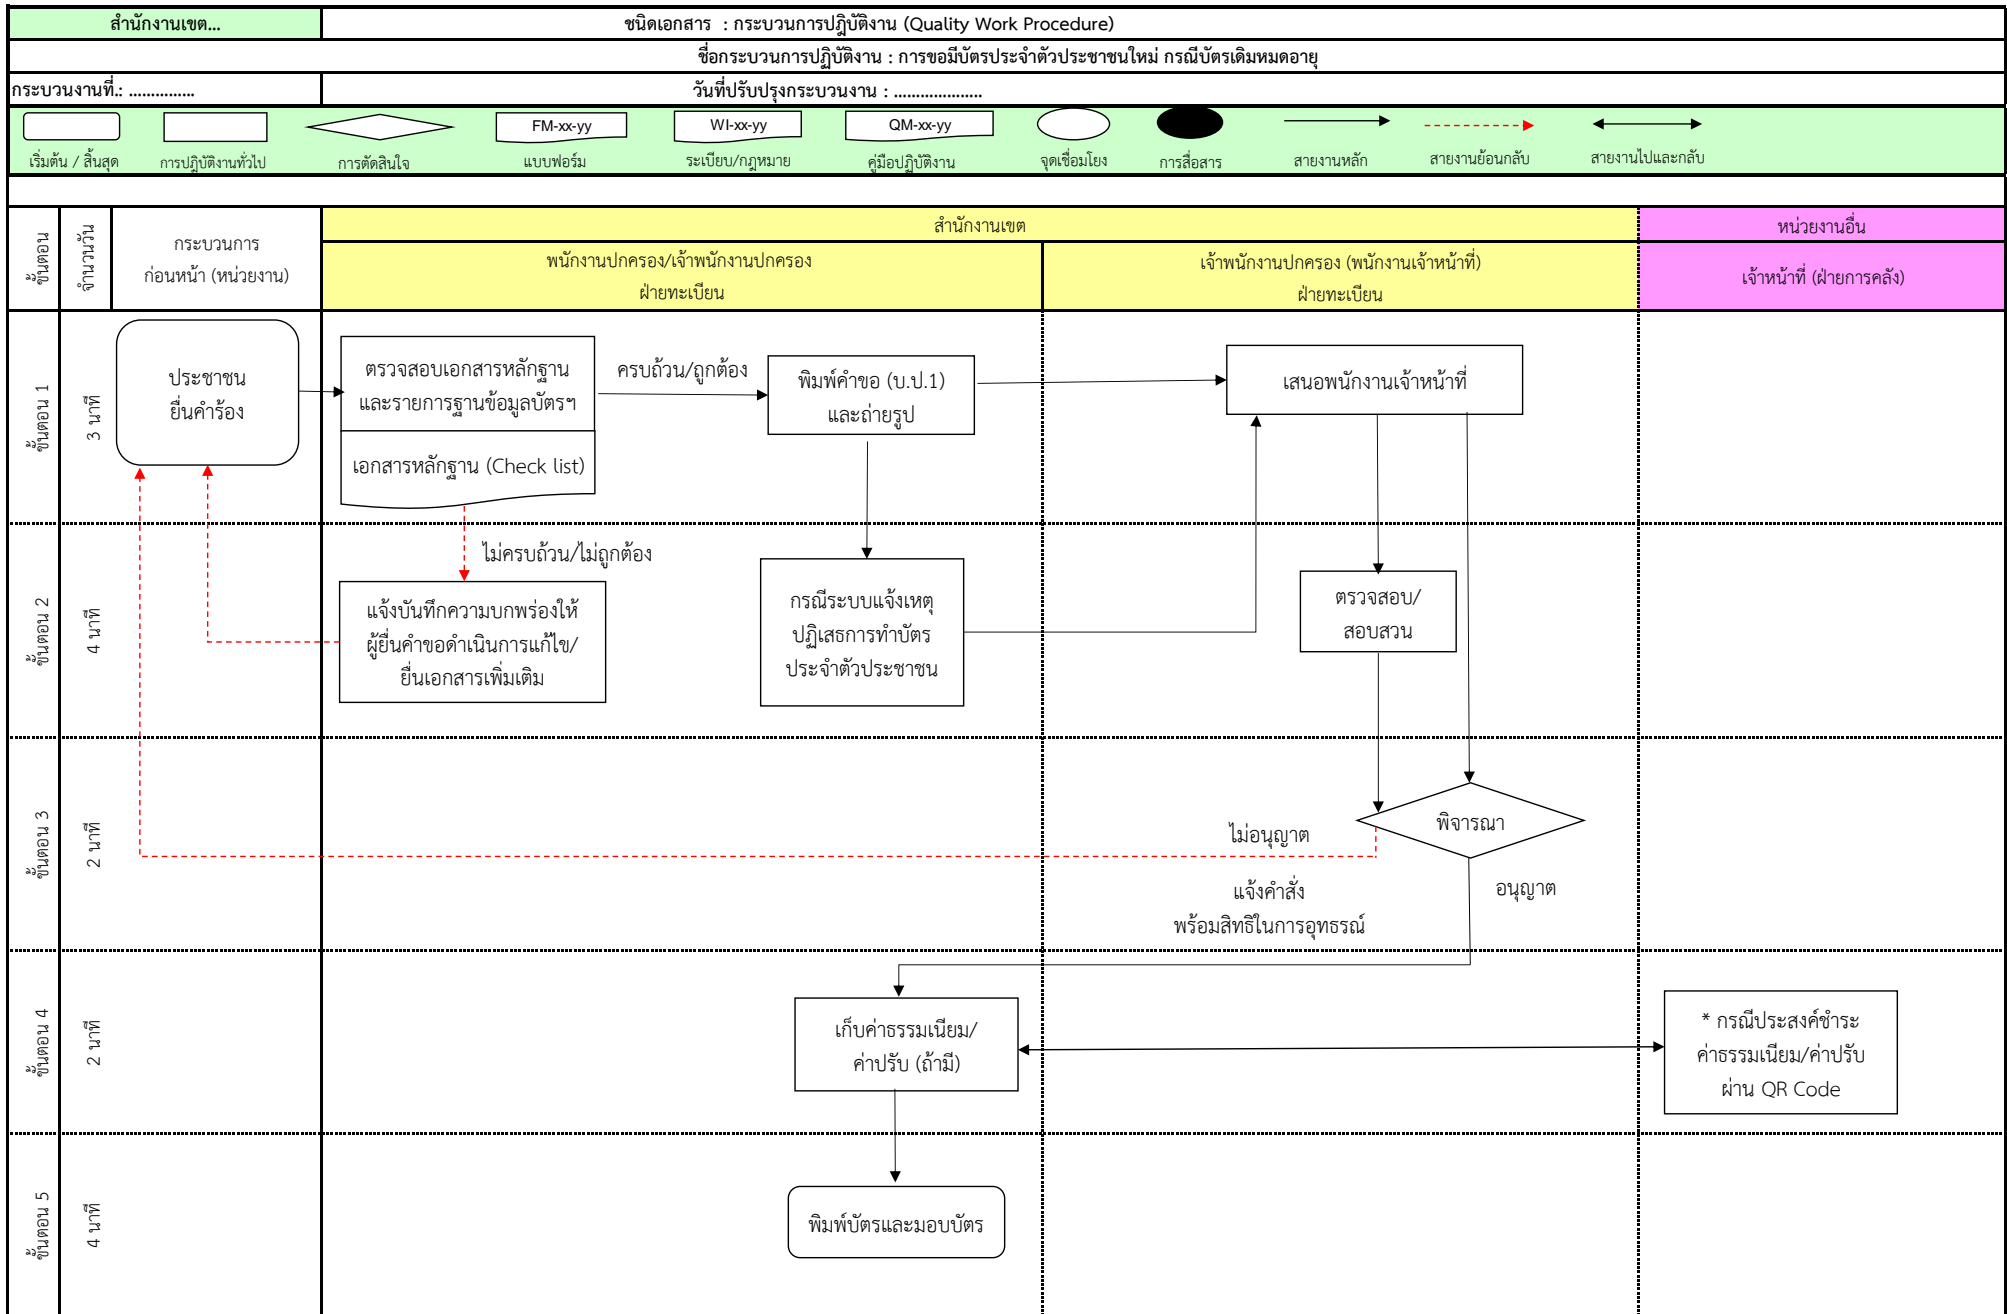 สำนักงานเขต...
ชนิดเอกสาร : กระบวนการปฏิบัติงาน (Quality Work Procedure)
ชื่อกระบวนการปฏิบัติงาน : การขอมีบัตรประจำตัวประชาชนใหม่ กรณีบัตรเดิมหมดอายุ
กระบวนงานที่.: ...............
วันที่ปรับปรุงกระบวนงาน : ....................
FM-xx-yy
WI-xx-yy
QM-xx-yy
เริ่มต้น / สิ้นสุด
การปฏิบัติงานทั่วไป
การตัดสินใจ
แบบฟอร์ม
ระเบียบ/กฎหมาย
คู่มือปฏิบัติงาน
จุดเชื่อมโยง
การสื่อสาร
สายงานหลัก
สายงานย้อนกลับ
สายงานไปและกลับ
ขั้นตอน
จำนวนวัน
กระบวนการ
ก่อนหน้า (หน่วยงาน)
สำนักงานเขต
หน่วยงานอื่น
พนักงานปกครอง/เจ้าพนักงานปกครอง
ฝ่ายทะเบียน
เจ้าพนักงานปกครอง (พนักงานเจ้าหน้าที่)
ฝ่ายทะเบียน
เจ้าหน้าที่ (ฝ่ายการคลัง)
ขั้นตอน 1
3 นาที
ประชาชน
ยื่นคำร้อง
ตรวจสอบเอกสารหลักฐาน
และรายการฐานข้อมูลบัตรฯ
เอกสารหลักฐาน (Check list)
ครบถ้วน/ถูกต้อง
พิมพ์คำขอ (บ.ป.1)
และถ่ายรูป
เสนอพนักงานเจ้าหน้าที่
ขั้นตอน 2
4 นาที
ไม่ครบถ้วน/ไม่ถูกต้อง
แจ้งบันทึกความบกพร่องให้
ผู้ยื่นคำขอดำเนินการแก้ไข/
ยื่นเอกสารเพิ่มเติม
กรณีระบบแจ้งเหตุ
ปฏิเสธการทำบัตร
ประจำตัวประชาชน
ตรวจสอบ/
สอบสวน
ขั้นตอน 3
2 นาที
พิจารณา
ไม่อนุญาต
แจ้งคำสั่ง
พร้อมสิทธิในการอุทธรณ์
อนุญาต
ขั้นตอน 4
2 นาที
เก็บค่าธรรมเนียม/
ค่าปรับ (ถ้ามี)
* กรณีประสงค์ชำระ
ค่าธรรมเนียม/ค่าปรับ
ผ่าน QR Code
ขั้นตอน 5
4 นาที
พิมพ์บัตรและมอบบัตร